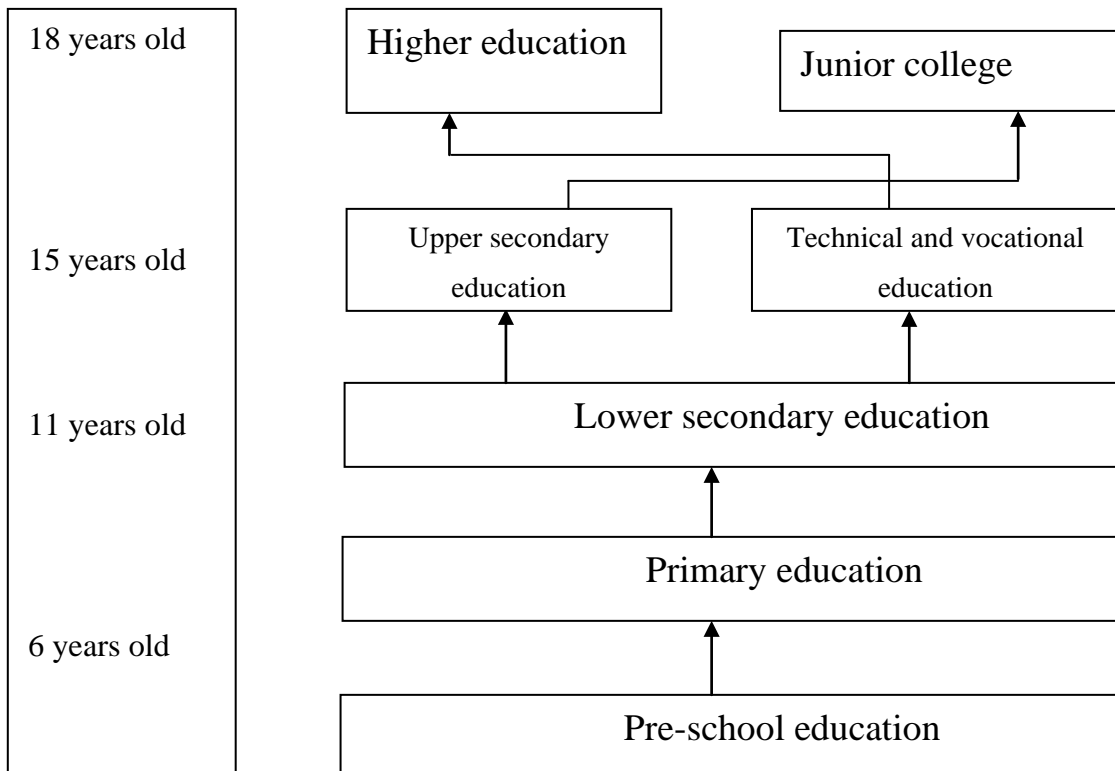 18 years old
Higher education
Junior college
15 years old
Upper secondary
education
Technical and vocational
education
11 years old
Lower secondary education
Primary education
6 years old
Pre-school education